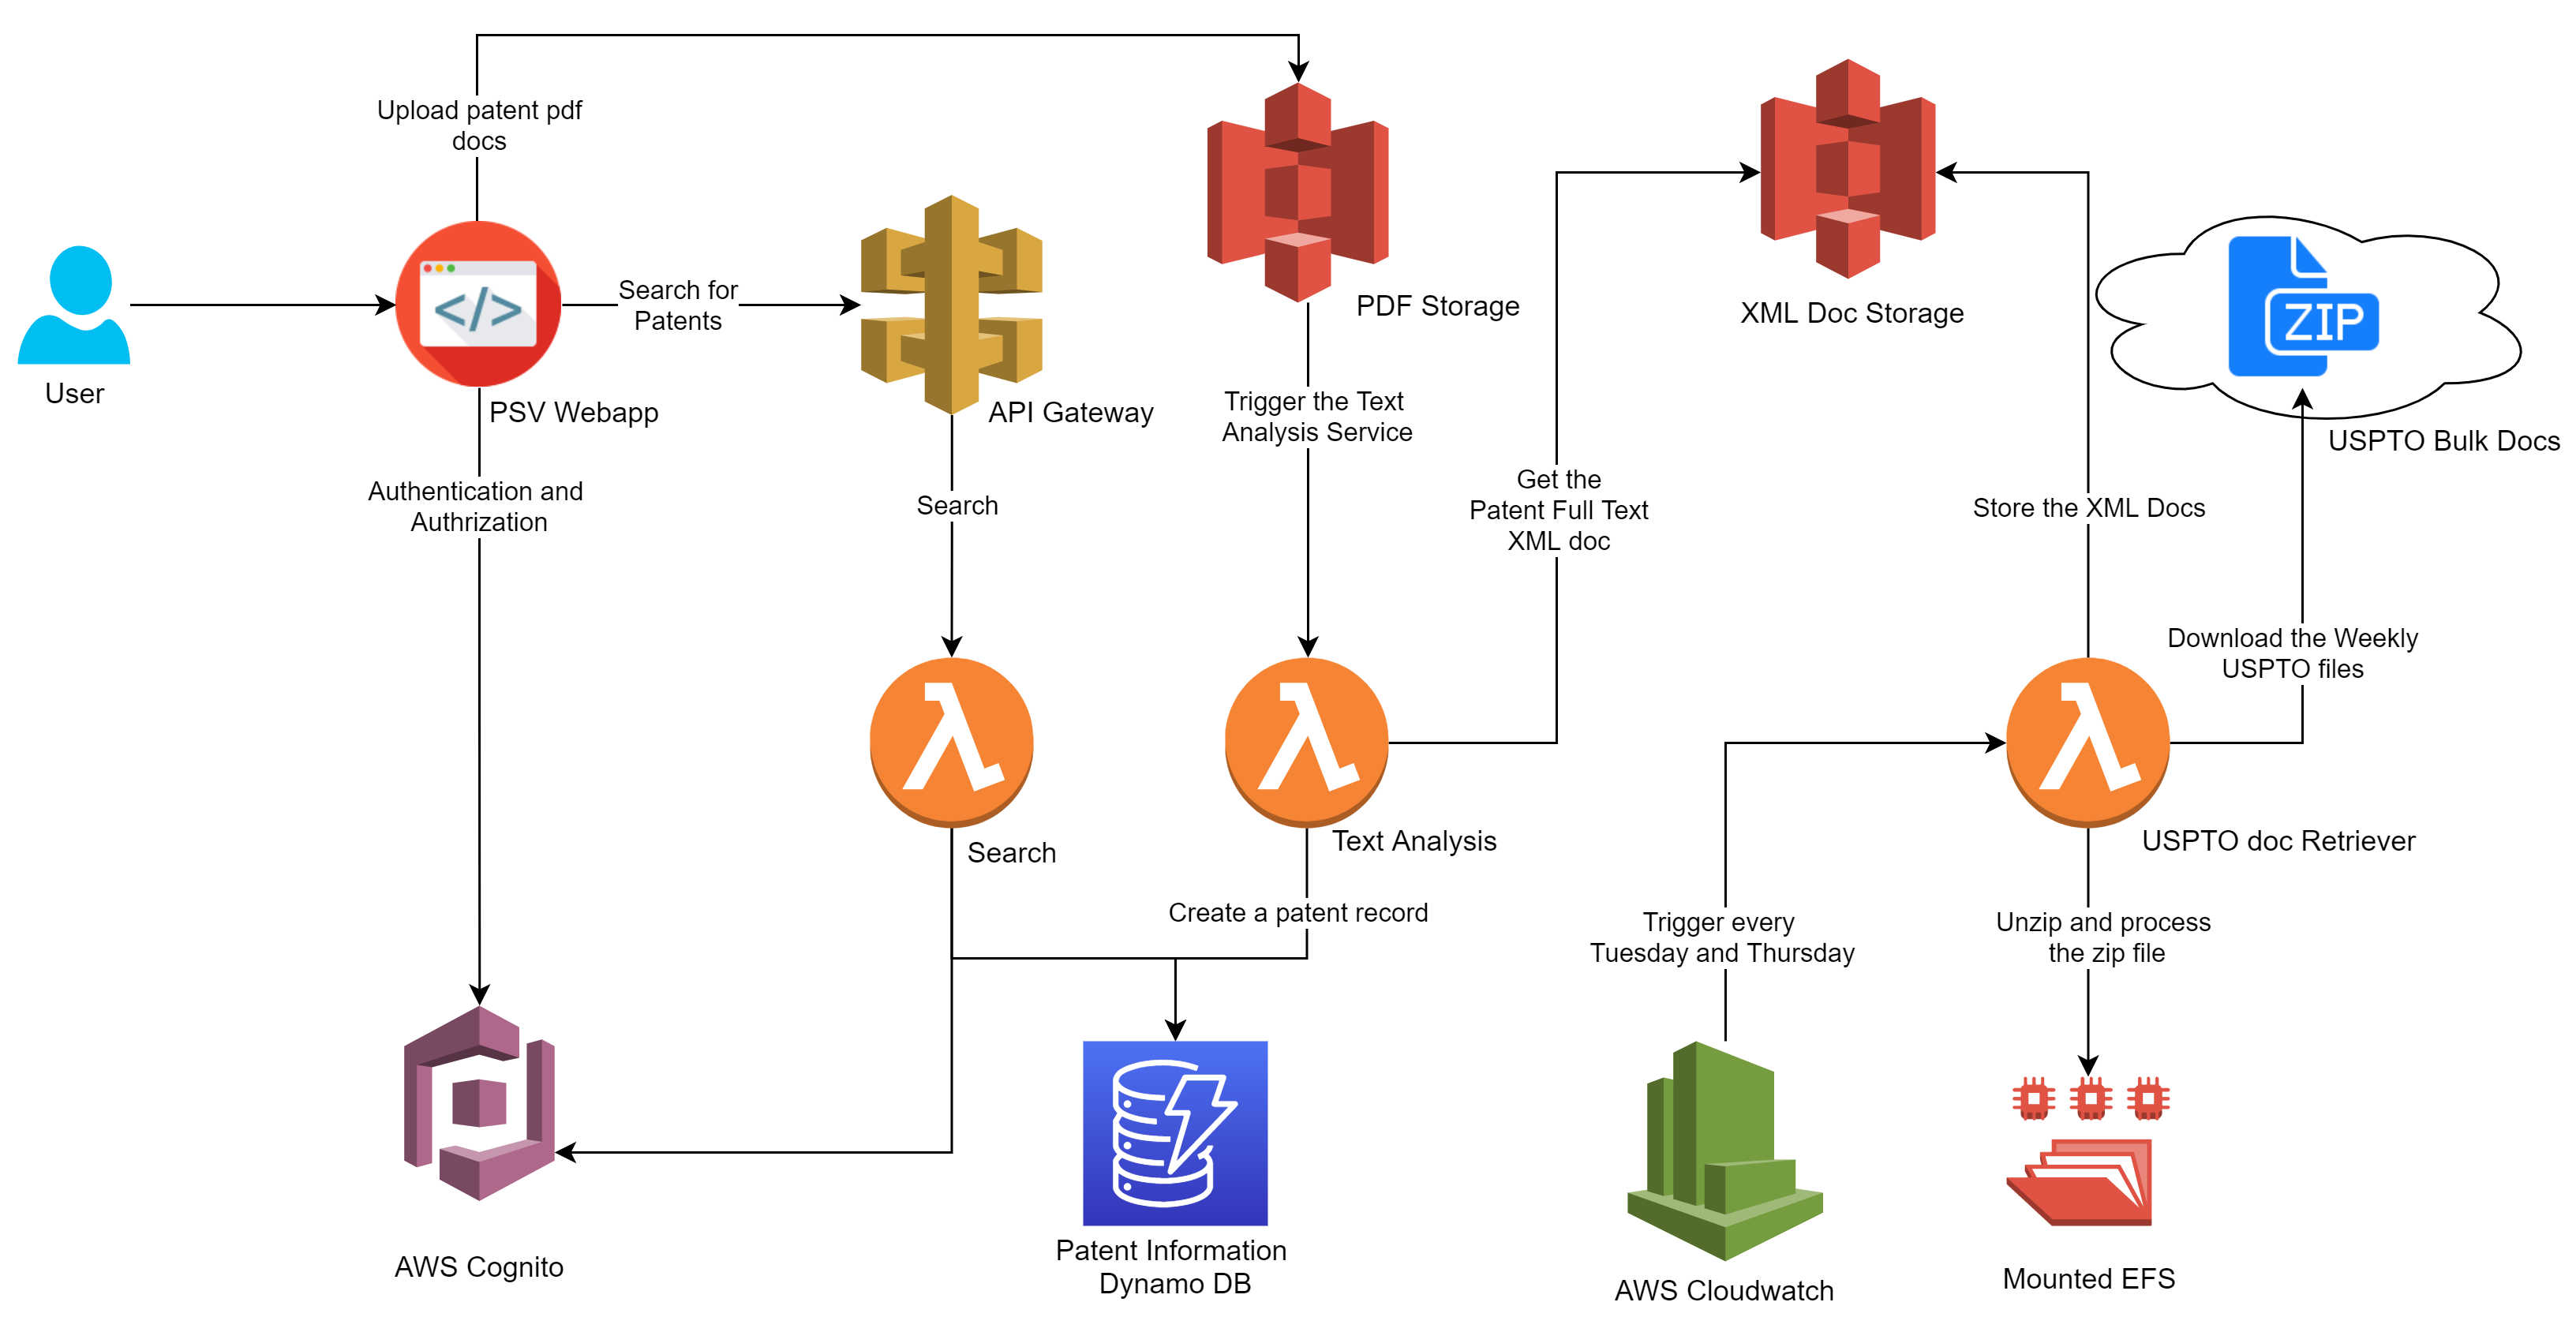 Upload patent pdf
docs
User
</>
PSV Webapp
Search for
Patents
API Gateway
PDF Storage
XML Doc Storage
ZIP
USPTO Bulk Docs
Authentication and
Authrization
Search
Trigger the Text
Analysis Service
Get the
Patent Full Text
XML doc
Store the XML Docs
Download the Weekly
USPTO files
Search
Text Analysis
USPTO doc Retriever
Create a patent record
Trigger every
Tuesday and Thursday
Unzip and process
the zip file
AWS Cognito
Patent Information
Dynamo DB
AWS Cloudwatch
Mounted EFS